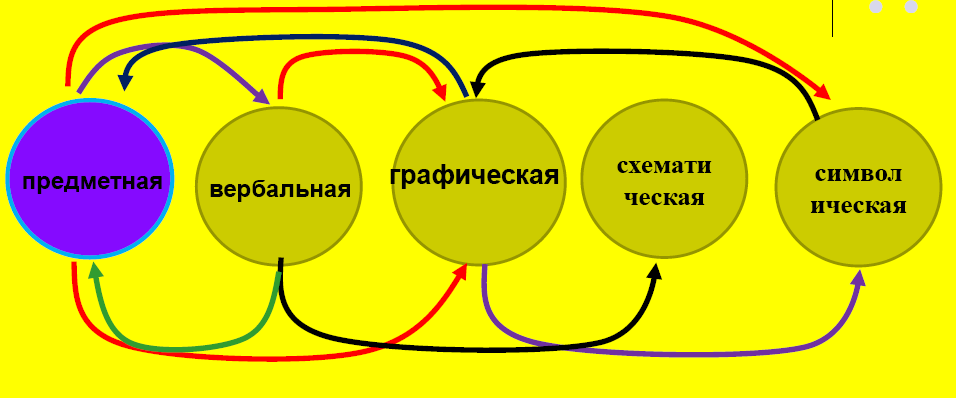 предметная
вербальная
графическая
схемати
ческая
символ
ическая